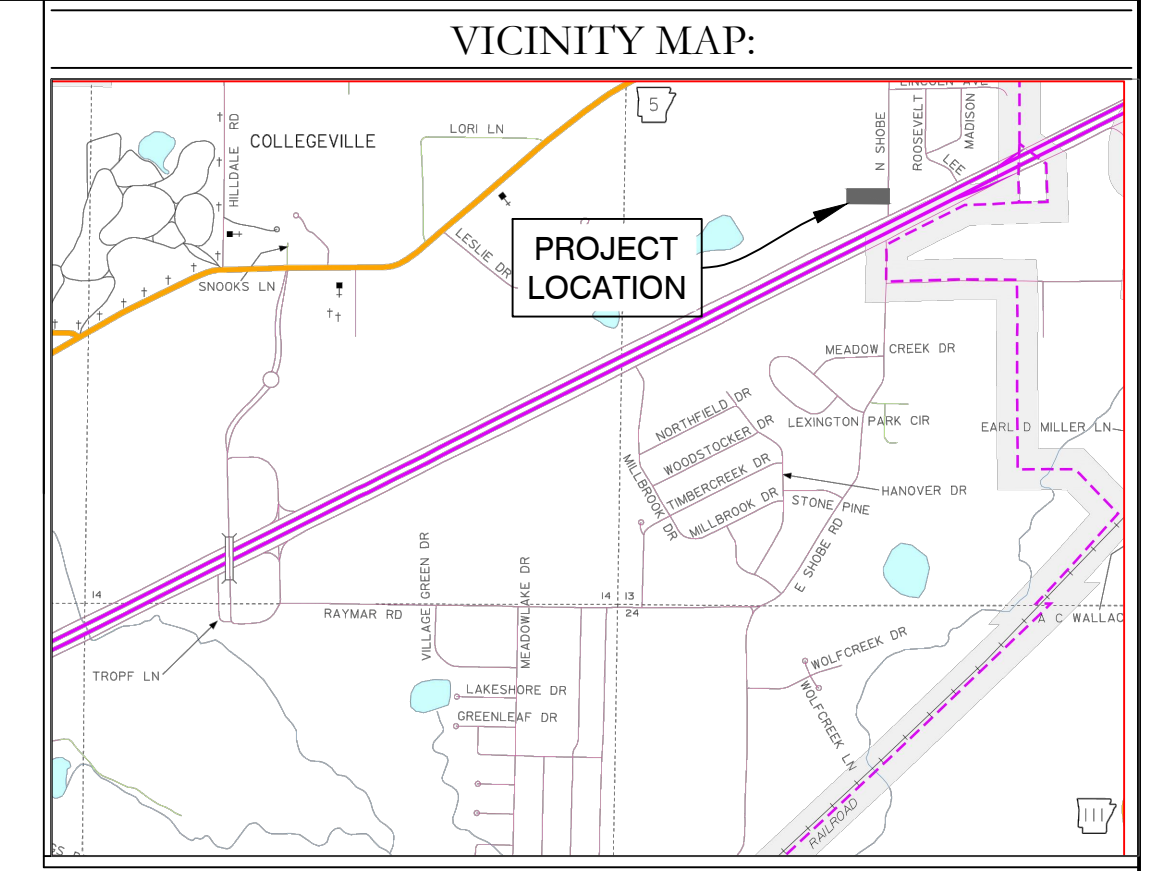 VICINITY MAP:
LINCOLN AVE
5
HILLDALE RD
COLLEGEVILLE
LORI LN
N SHOBE
ROOSEVELT
MADISON
LEE
LESLIE DR
PROJECT
LOCATION
SNOOKS LN
MEADOW CREEK DR
NORTHFIELD DR
WOODSTOCKER DR
LEXINGTON PARK CIR
EARL D MILLER LN
TIMBERCREEK DR
MILLBROOK DR
MILLBROOK DR
HANOVER DR
STONE PINE
E SHOBE RD
VILLAGE GREEN DR
MEADOWLAKE DR
14
14
13
24
RAYMAR RD
A C WALLAC
TROPF LN
WOLFCREEK DR
LAKESHORE DR
WOLFCREEK LN
GREENLEAF DR
RAILROAD
111